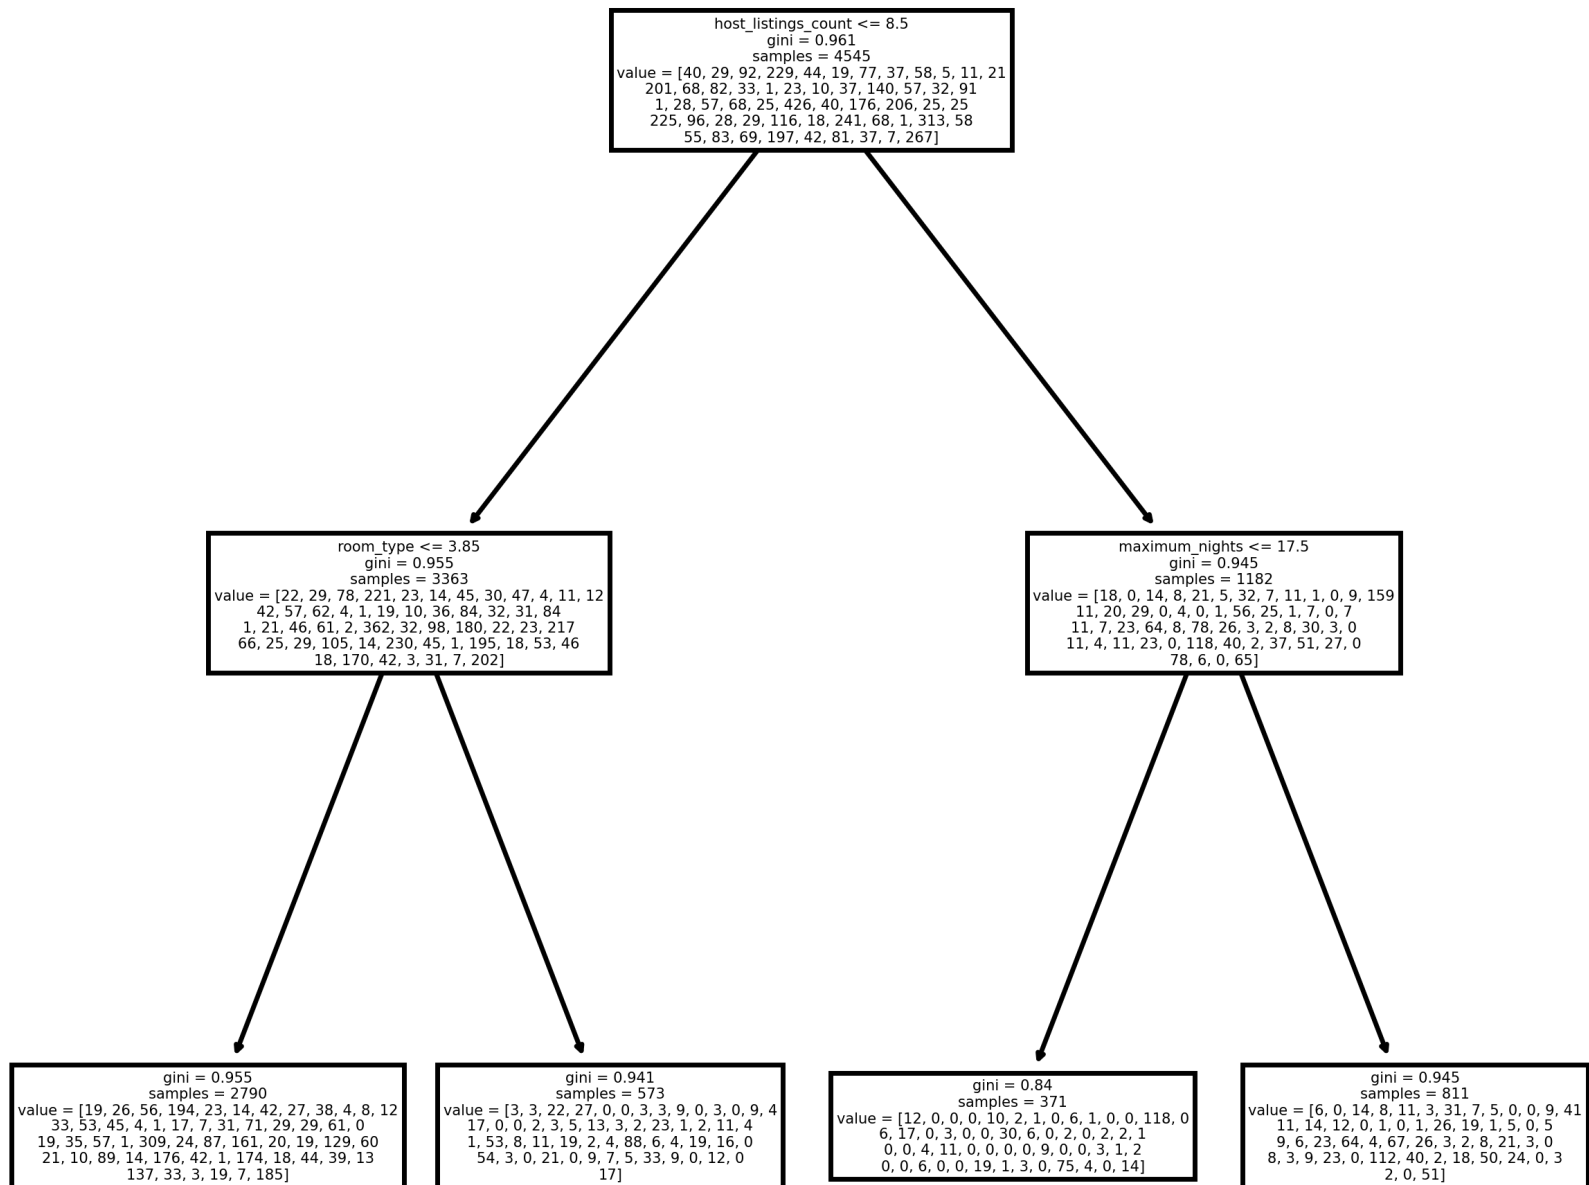 host_listings_count <= 8.5
gini = 0.961
samples = 4545
value = [40, 29, 92, 229, 44, 19, 77, 37, 58, 5, 11, 21
201, 68, 82, 33, 1, 23, 10, 37, 140, 57, 32, 91
1, 28, 57, 68, 25, 426, 40, 176, 206, 25, 25
225, 96, 28, 29, 116, 18, 241, 68, 1, 313, 58
55, 83, 69, 197, 42, 81, 37, 7, 267]
room_type <= 3.85
gini = 0.955
samples = 3363
value = [22, 29, 78, 221, 23, 14, 45, 30, 47, 4, 11, 12
42, 57, 62, 4, 1, 19, 10, 36, 84, 32, 31, 84
1, 21, 46, 61, 2, 362, 32, 98, 180, 22, 23, 217
66, 25, 29, 105, 14, 230, 45, 1, 195, 18, 53, 46
18, 170, 42, 3, 31, 7, 202]
maximum_nights <= 17.5
gini = 0.945
samples = 1182
value = [18, 0, 14, 8, 21, 5, 32, 7, 11, 1, 0, 9, 159
11, 20, 29, 0, 4, 0, 1, 56, 25, 1, 7, 0, 7
11, 7, 23, 64, 8, 78, 26, 3, 2, 8, 30, 3, 0
11, 4, 11, 23, 0, 118, 40, 2, 37, 51, 27, 0
78, 6, 0, 65]
gini = 0.955
samples = 2790
value = [19, 26, 56, 194, 23, 14, 42, 27, 38, 4, 8, 12
33, 53, 45, 4, 1, 17, 7, 31, 71, 29, 29, 61, 0
19, 35, 57, 1, 309, 24, 87, 161, 20, 19, 129, 60
21, 10, 89, 14, 176, 42, 1, 174, 18, 44, 39, 13
137, 33, 3, 19, 7, 185]
gini = 0.941
samples = 573
value = [3, 3, 22, 27, 0, 0, 3, 3, 9, 0, 3, 0, 9, 4
17, 0, 0, 2, 3, 5, 13, 3, 2, 23, 1, 2, 11, 4
1, 53, 8, 11, 19, 2, 4, 88, 6, 4, 19, 16, 0
54, 3, 0, 21, 0, 9, 7, 5, 33, 9, 0, 12, 0
17]
gini = 0.84
samples = 371
value = [12, 0, 0, 0, 10, 2, 1, 0, 6, 1, 0, 0, 118, 0
6, 17, 0, 3, 0, 0, 30, 6, 0, 2, 0, 2, 2, 1
0, 0, 4, 11, 0, 0, 0, 0, 9, 0, 0, 3, 1, 2
0, 0, 6, 0, 0, 19, 1, 3, 0, 75, 4, 0, 14]
gini = 0.945
samples = 811
value = [6, 0, 14, 8, 11, 3, 31, 7, 5, 0, 0, 9, 41
11, 14, 12, 0, 1, 0, 1, 26, 19, 1, 5, 0, 5
9, 6, 23, 64, 4, 67, 26, 3, 2, 8, 21, 3, 0
8, 3, 9, 23, 0, 112, 40, 2, 18, 50, 24, 0, 3
2, 0, 51]